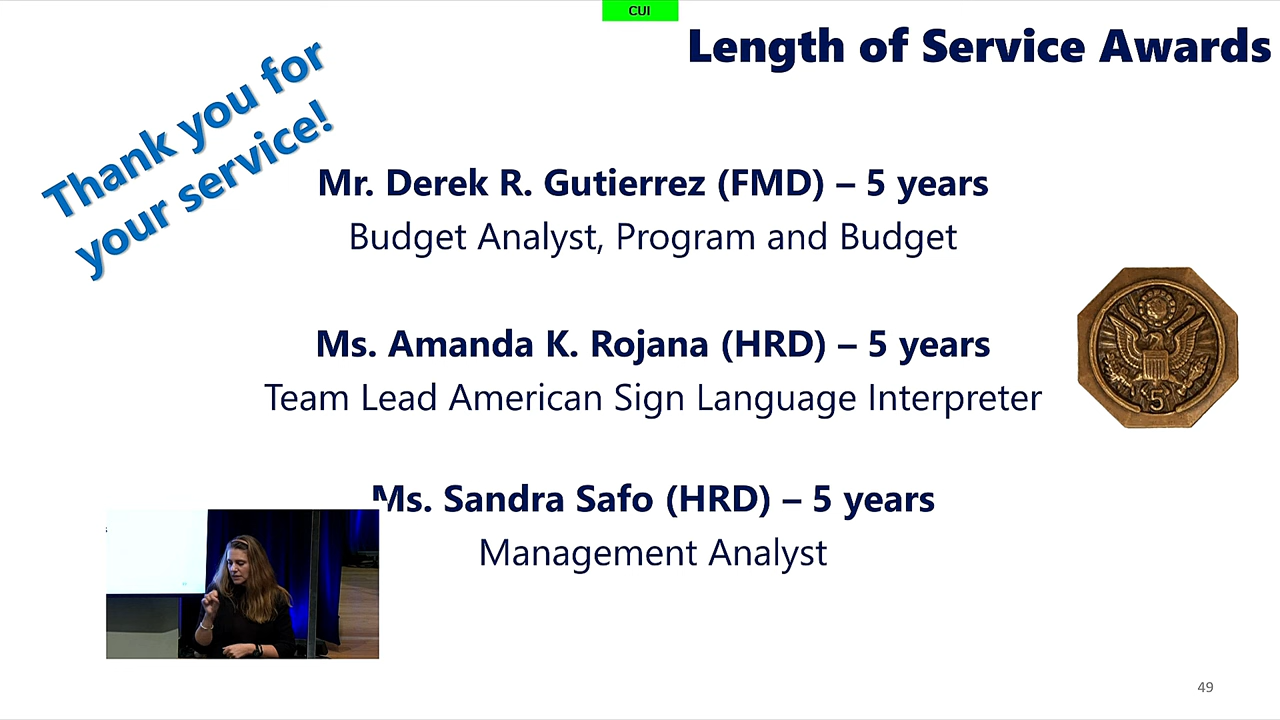 CUI
Length of Service Awards
Thank you for
your service!
Mr. Derek R. Gutierrez (FMD) – 5 years
Budget Analyst, Program and Budget
Ms. Amanda K. Rojana (HRD) – 5 years
Team Lead American Sign Language Interpreter
5
Ms. Sandra Safo (HRD) – 5 years
Management Analyst
49